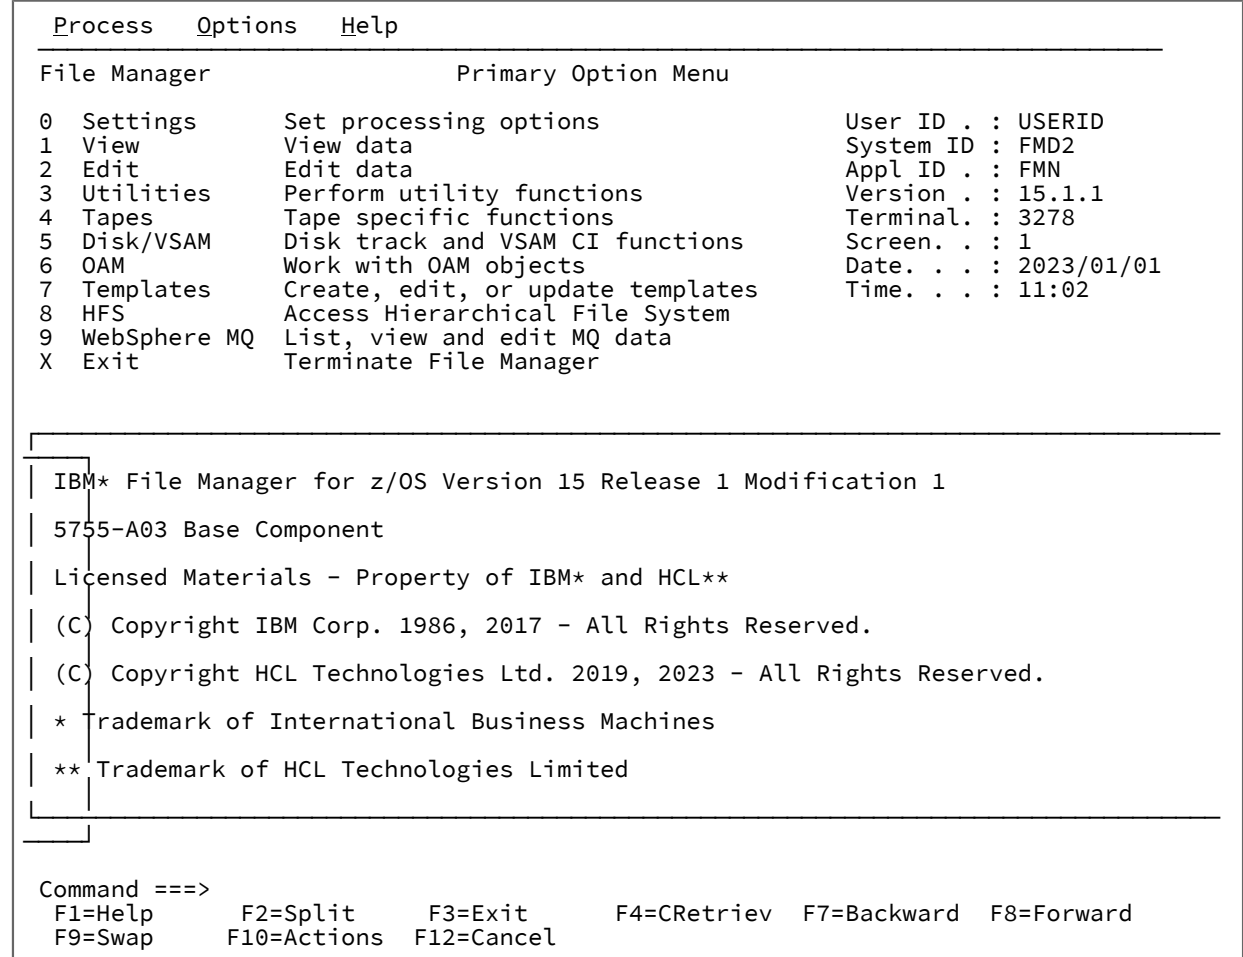 Process   Options   Help
File Manager                 Primary Option Menu
0  Settings      Set processing options                 User ID . : USERID
1  View          View data                              System ID : FMD2
2  Edit          Edit data                              Appl ID . : FMN
3  Utilities     Perform utility functions              Version . : 15.1.1
4  Tapes         Tape specific functions                Terminal. : 3278
5  Disk/VSAM     Disk track and VSAM CI functions       Screen. . : 1
6  OAM           Work with OAM objects                  Date. . . : 2023/01/01
7  Templates     Create, edit, or update templates      Time. . . : 11:02
8  HFS           Access Hierarchical File System
9  WebSphere MQ  List, view and edit MQ data
X  Exit          Terminate File Manager
IBM* File Manager for z/OS Version 15 Release 1 Modification 1
5755-A03 Base Component
Licensed Materials - Property of IBM* and HCL**
(C) Copyright IBM Corp. 1986, 2017 - All Rights Reserved.
(C) Copyright HCL Technologies Ltd. 2019, 2023 - All Rights Reserved.
* Trademark of International Business Machines
** Trademark of HCL Technologies Limited
Command ===>
F1=Help      F2=Split     F3=Exit      F4=CRetriev  F7=Backward  F8=Forward
F9=Swap     F10=Actions  F12=Cancel